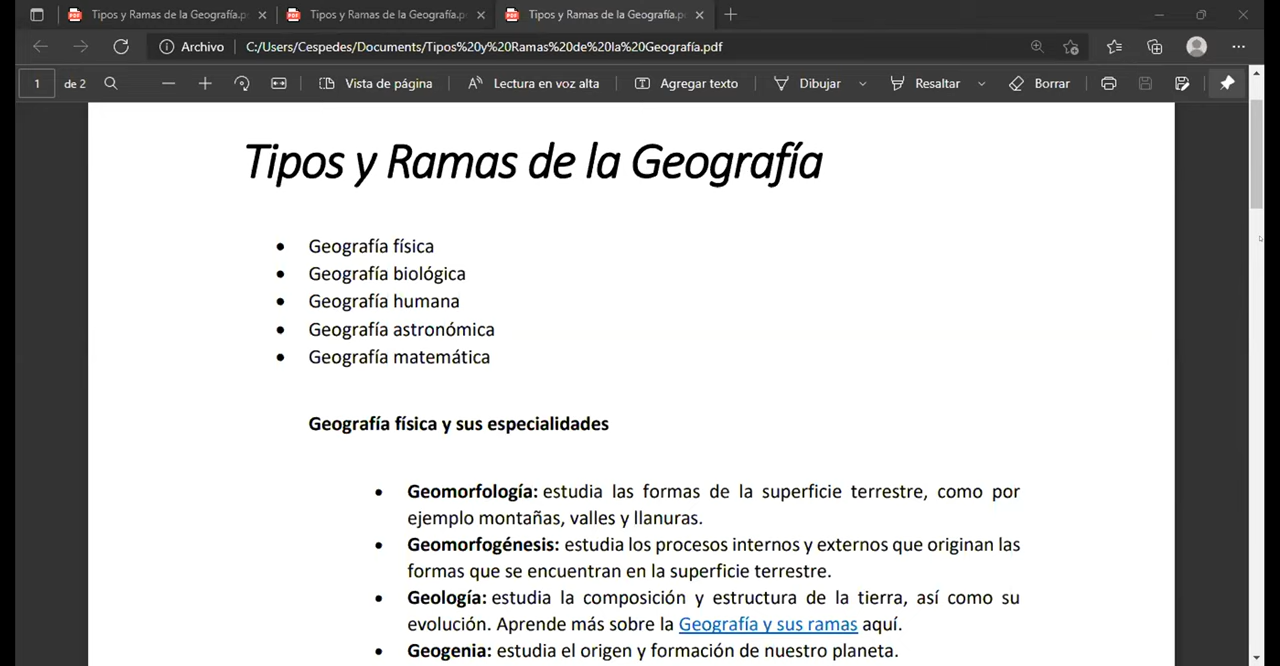 Tipos y Ramas de la Geografía.p
Tipos y Ramas de la Geografía.p
Tipos y Ramas de la Geografía.p
Archivo
C:/Users/Cespedes/Documents/Tipos%20y%20Ramas%20de%20la%20Geografía.pdf
1 de 2
Vista de página
Lectura en voz alta
Agregar texto
Dibujar
Resaltar
Borrar
Tipos y Ramas de la Geografía
• Geografía física
• Geografía biológica
• Geografía humana
• Geografía astronómica
• Geografía matemática
Geografía física y sus especialidades
• Geomorfología: estudia las formas de la superficie terrestre, como por
ejemplo montañas, valles y llanuras.
• Geomorfogénesis: estudia los procesos internos y externos que originan las
formas que se encuentran en la superficie terrestre.
• Geología: estudia la composición y estructura de la tierra, así como su
evolución. Aprende más sobre la Geografía y sus ramas aquí.
• Geogenia: estudia el origen y formación de nuestro planeta.